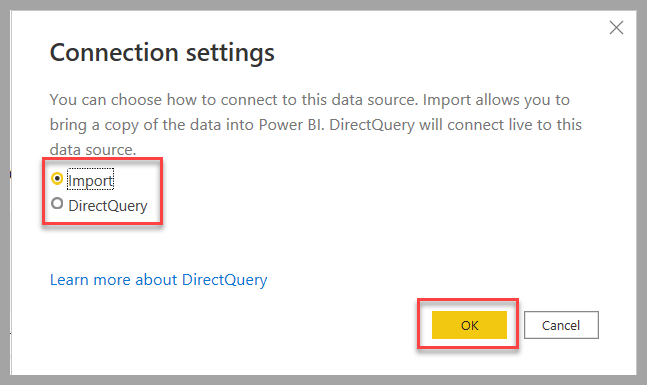 Connection settings
You can choose how to connect to this data source. Import allows you to
bring a copy of the data into Power BI. DirectQuery will connect live to this
data source.
Import
DirectQuery
Learn more about DirectQuery
OK
Cancel